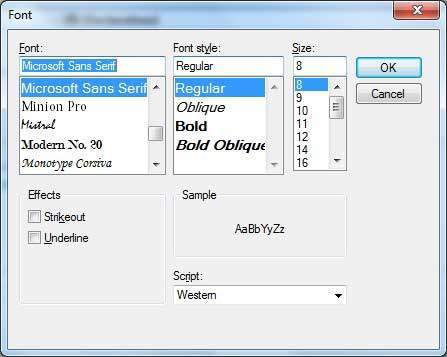 Font
Font:
Font style:
Size:
Microsoft Sans Serif
Regular
8
OK
Microsoft Sans Serif
Minion Pro
Mistral
Modern No. 20
Monotype Corsiva
Regular
Oblique
Bold
Bold Oblique
8
9
10
11
12
14
16
Cancel
Effects
Strikeout
Underline
Sample
AaBbYyZz
Script:
Western